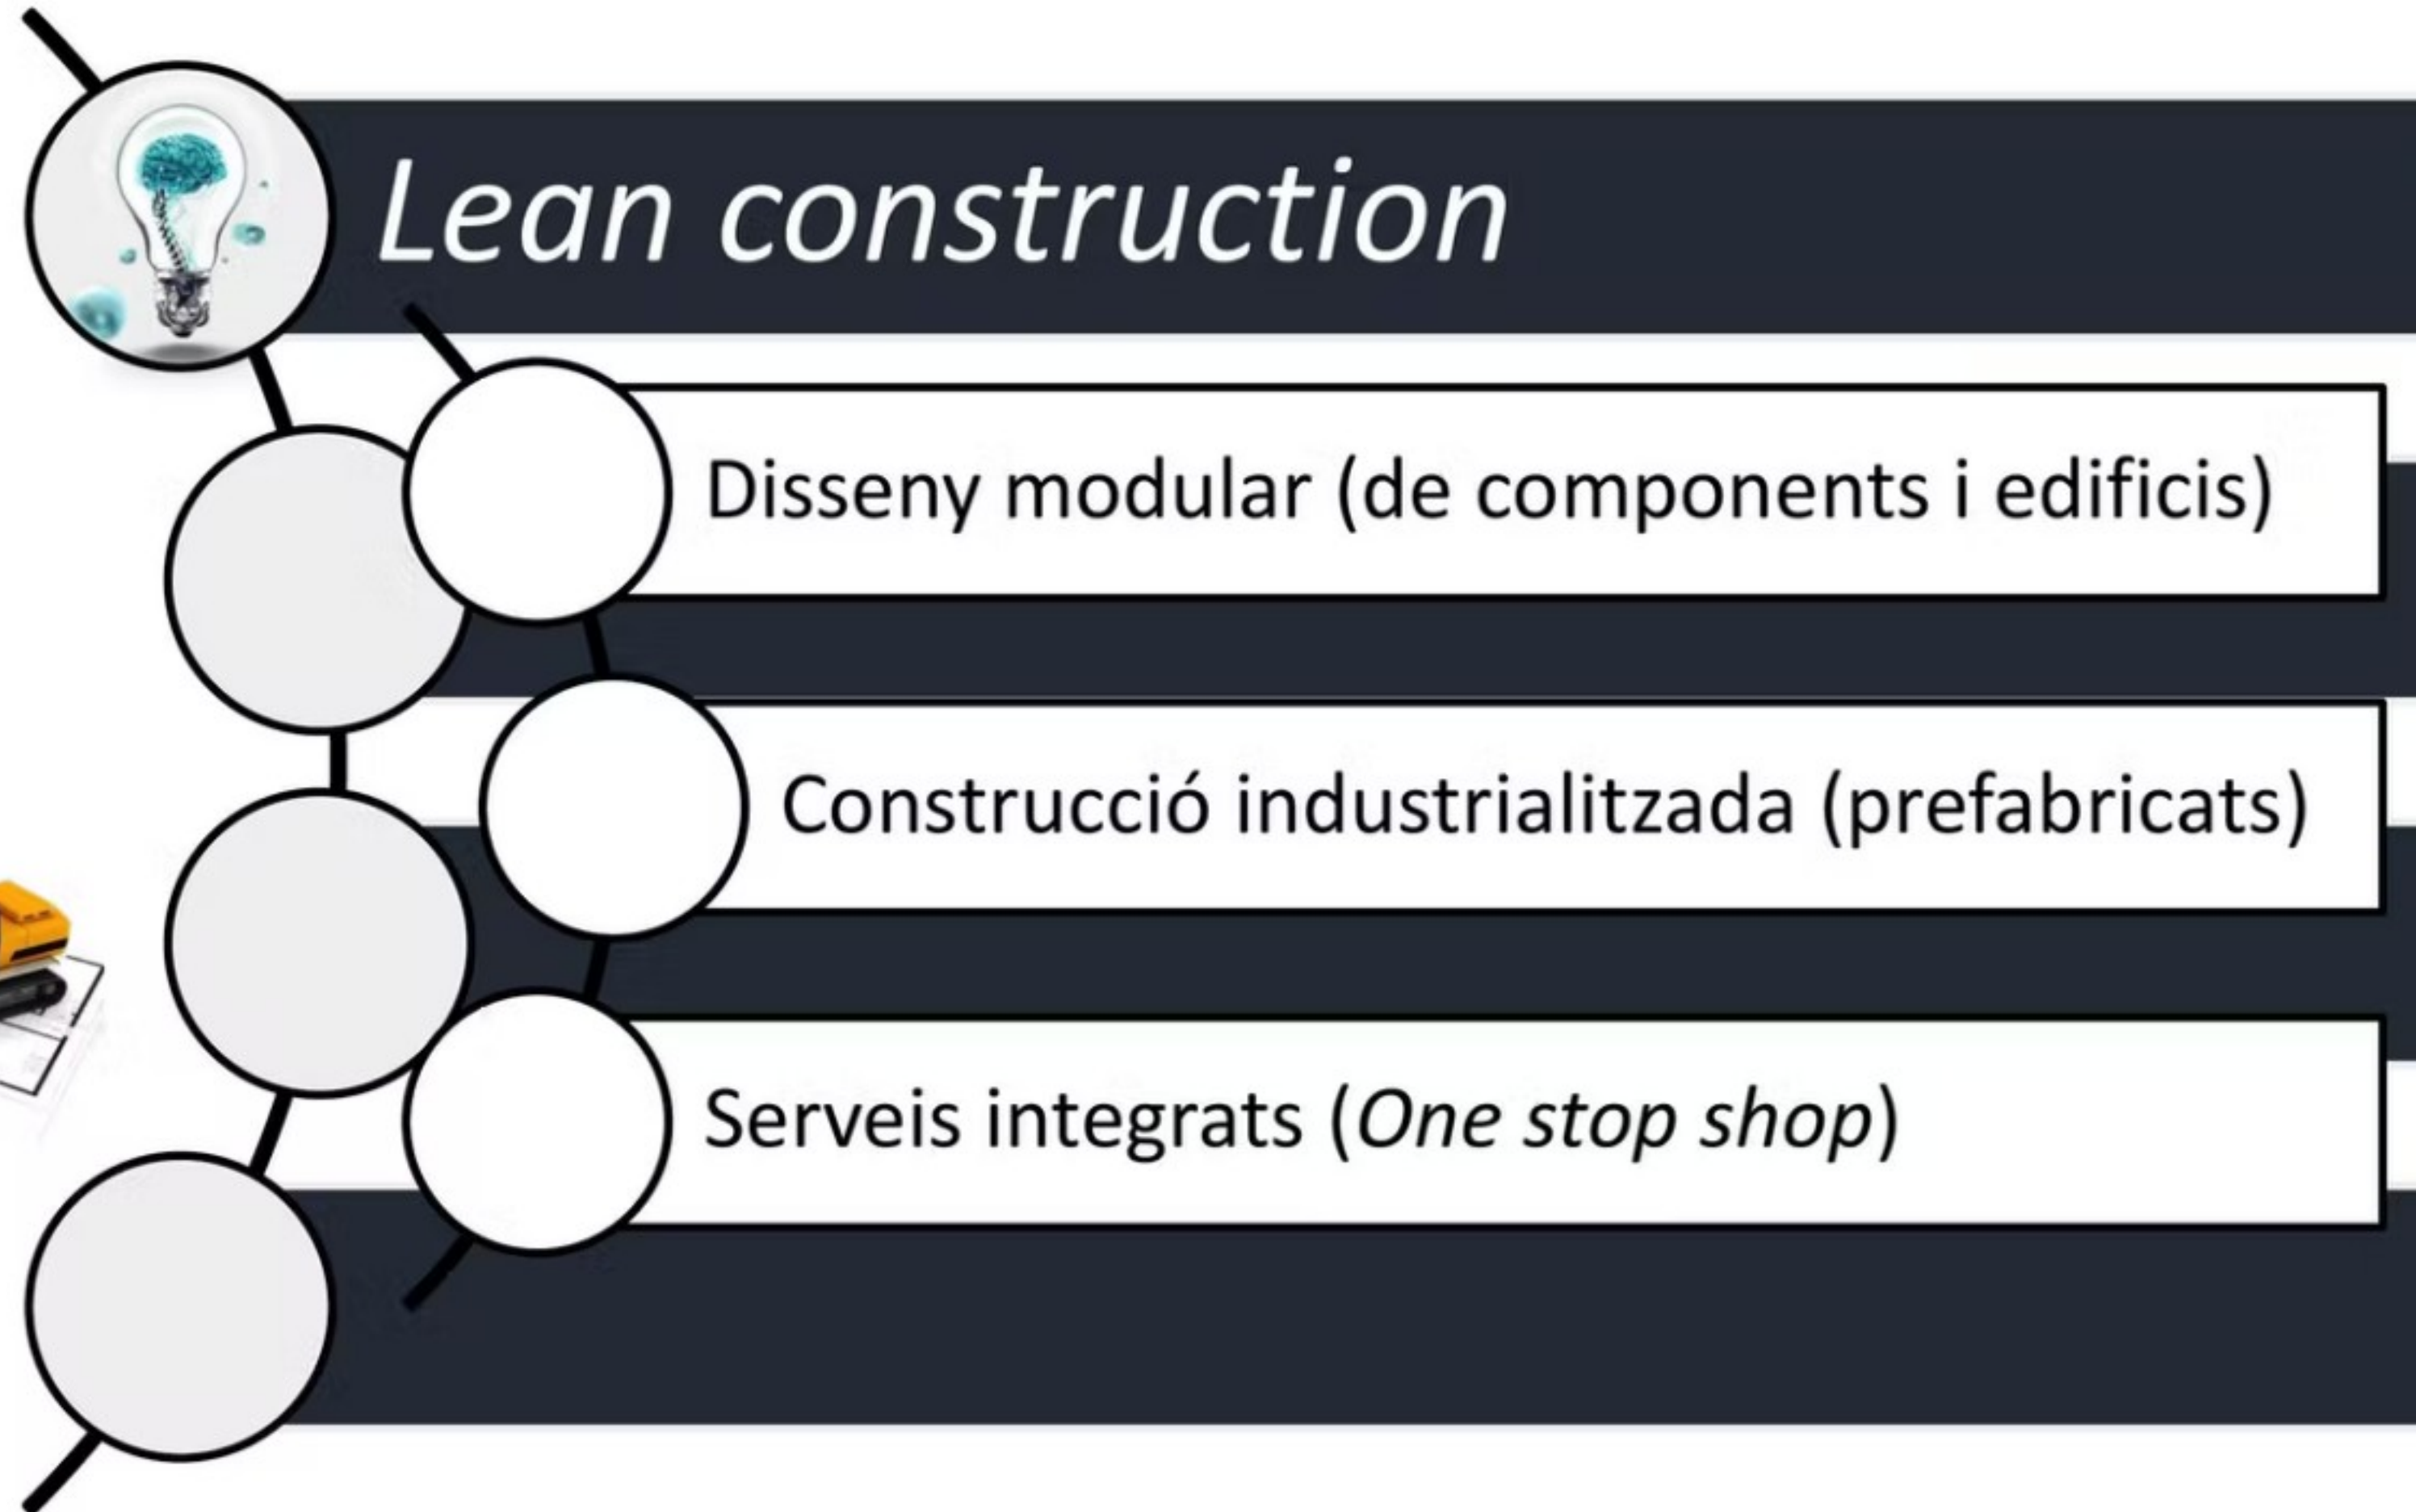 Lean construction
Disseny modular (de components i edificis)
Construcció industrialitzada (prefabricats)
Serveis integrats (One stop shop)